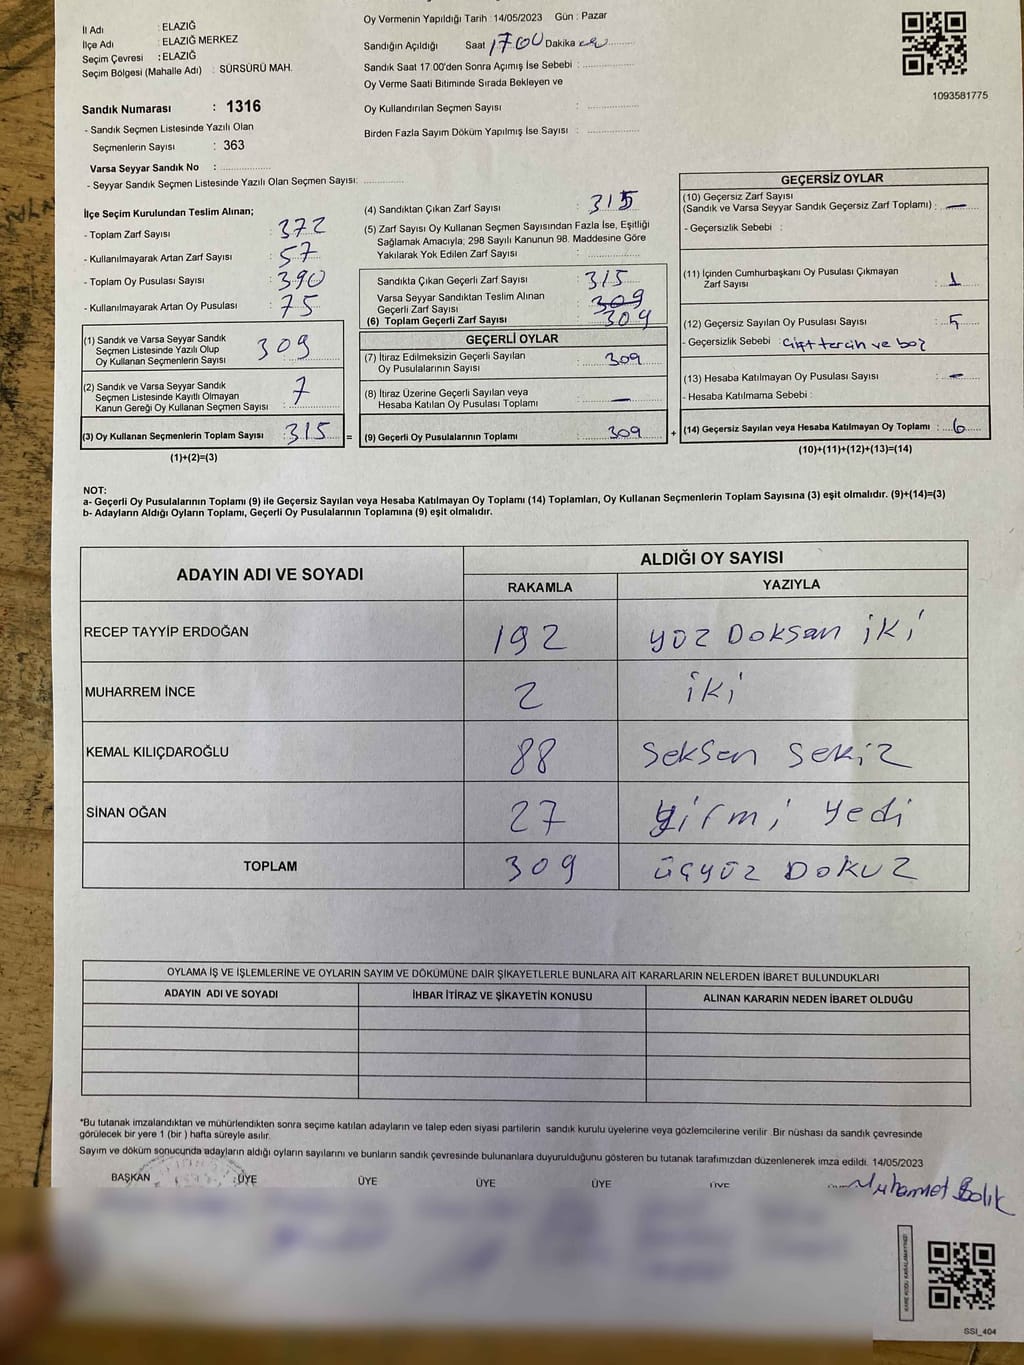 İl Adı : ELAZIĞ
İlçe Adı : ELAZIĞ MERKEZ
Seçim Çevresi : ELAZIĞ
Seçim Bölgesi (Mahalle Adı) : SÜRSÜRÜ MAH.
Sandık Numarası : 1316
- Sandık Seçmen Listesinde Yazılı Olan
Seçmenlerin Sayısı : 363
Varsa Seyyar Sandık No :
- Seyyar Sandık Seçmen Listesinde Yazılı Olan Seçmen Sayısı:
Oy Vermenin Yapıldığı Tarih : 14/05/2023 Gün : Pazar
Sandığın Açıldığı Saat 1700 Dakika
Sandık Saat 17.00'den Sonra Açımış İse Sebebi :
Oy Verme Saati Bitiminde Sırada Bekleyen ve
Oy Kullandırılan Seçmen Sayısı :
Birden Fazla Sayım Döküm Yapılmış İse Sayısı :
1093581775
İlçe Seçim Kurulundan Teslim Alınan;
- Toplam Zarf Sayısı : 372
- Kullanılmayarak Artan Zarf Sayısı : 57
- Toplam Oy Pusulası Sayısı : 390
- Kullanılmayarak Artan Oy Pusulası : 75
(1) Sandık ve Varsa Seyyar Sandık
Seçmen Listesinde Yazılı Olup
Oy Kullanan Seçmenlerin Sayısı : 309
(2) Sandık ve Varsa Seyyar Sandık
Seçmen Listesinde Kayıtlı Olmayan
Kanun Gereği Oy Kullanan Seçmen Sayısı : 7
(3) Oy Kullanan Seçmenlerin Toplam Sayısı : 315 =
(1)+(2)=(3)
(4) Sandıktan Çıkan Zarf Sayısı : 315
(5) Zarf Sayısı Oy Kullanan Seçmen Sayısından Fazla İse, Eşitliği
Sağlamak Amacıyla; 298 Sayılı Kanunun 98. Maddesine Göre
Yakılarak Yok Edilen Zarf Sayısı :
Sandıkta Çıkan Geçerli Zarf Sayısı : 315
Varsa Seyyar Sandıktan Teslim Alınan
Geçerli Zarf Sayısı : 309
(6) Toplam Geçerli Zarf Sayısı : 309
GEÇERLİ OYLAR
(7) İtiraz Edilmeksizin Geçerli Sayılan
Oy Pusulalarının Sayısı : 309
(8) İtiraz Üzerine Geçerli Sayılan veya
Hesaba Katılan Oy Pusulası Toplamı : —
(9) Geçerli Oy Pusulalarının Toplamı : 309 +
GEÇERSİZ OYLAR
(10) Geçersiz Zarf Sayısı
(Sandık ve Varsa Seyyar Sandık Geçersiz Zarf Toplamı) : —
- Geçersizlik Sebebi :
(11) İçinden Cumhurbaşkanı Oy Pusulası Çıkmayan
Zarf Sayısı : 1
(12) Geçersiz Sayılan Oy Pusulası Sayısı : 5
- Geçersizlik Sebebi : Çift tercih ve boş
(13) Hesaba Katılmayan Oy Pusulası Sayısı : —
- Hesaba Katılmama Sebebi :
(14) Geçersiz Sayılan veya Hesaba Katılmayan Oy Toplamı : 6
(10)+(11)+(12)+(13)=(14)
NOT:
a- Geçerli Oy Pusulalarının Toplamı (9) ile Geçersiz Sayılan veya Hesaba Katılmayan Oy Toplamı (14) Toplamları, Oy Kullanan Seçmenlerin Toplam Sayısına (3) eşit olmalıdır. (9)+(14)=(3)
b- Adayların Aldığı Oyların Toplamı, Geçerli Oy Pusulalarının Toplamına (9) eşit olmalıdır.
ADAYIN ADI VE SOYADI ALDIĞI OY SAYISI
RAKAMLA YAZIYLA
RECEP TAYYİP ERDOĞAN 192 yüz Doksan iki
MUHARREM İNCE 2 iki
KEMAL KILIÇDAROĞLU 88 Seksen sekiz
SİNAN OĞAN 27 yirmi yedi
TOPLAM 309 üçyüz DOKUZ
OYLAMA İŞ VE İŞLEMLERİNE VE OYLARIN SAYIM VE DÖKÜMÜNE DAİR ŞİKAYETLERLE BUNLARA AİT KARARLARIN NELERDEN İBARET BULUNDUKLARI
ADAYIN ADI VE SOYADI İHBAR İTİRAZ VE ŞİKAYETİN KONUSU ALINAN KARARIN NEDEN İBARET OLDUĞU
*Bu tutanak imzalandıktan ve mühürlendikten sonra seçime katılan adayların ve talep eden siyasi partilerin sandık kurulu üyelerine veya gözlemcilerine verilir .Bir nüshası da sandık çevresinde
görülecek bir yere 1 (bir ) hafta süreyle asılır.
Sayım ve döküm sonucunda adayların aldığı oyların sayılarını ve bunların sandık çevresinde bulunanlara duyurulduğunu gösteren bu tutanak tarafımızdan düzenlenerek imza edildi. 14/05/2023
BAŞKAN ÜYE ÜYE ÜYE ÜYE ÜYE
SSI_404